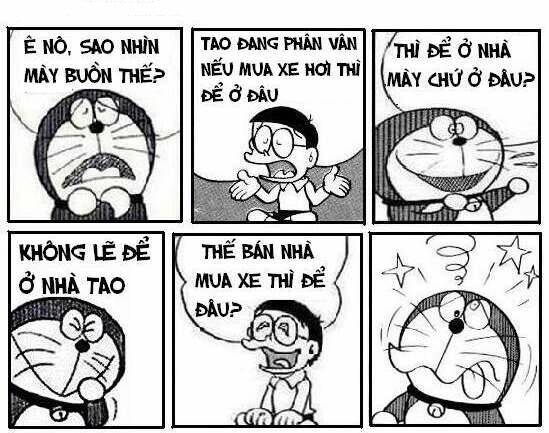 Ê NÔ, SAO NHÌN
MÀY BUỒN THẾ?
TAO ĐANG PHÂN VÂN
NẾU MUA XE HƠI THÌ
ĐỂ Ở ĐÂU
THÌ ĐỂ Ở NHÀ
MÀY CHỨ Ở ĐÂU?
KHÔNG LẼ ĐỂ
Ở NHÀ TAO
THẾ BÁN NHÀ
MUA XE THÌ ĐỂ
ĐÂU?